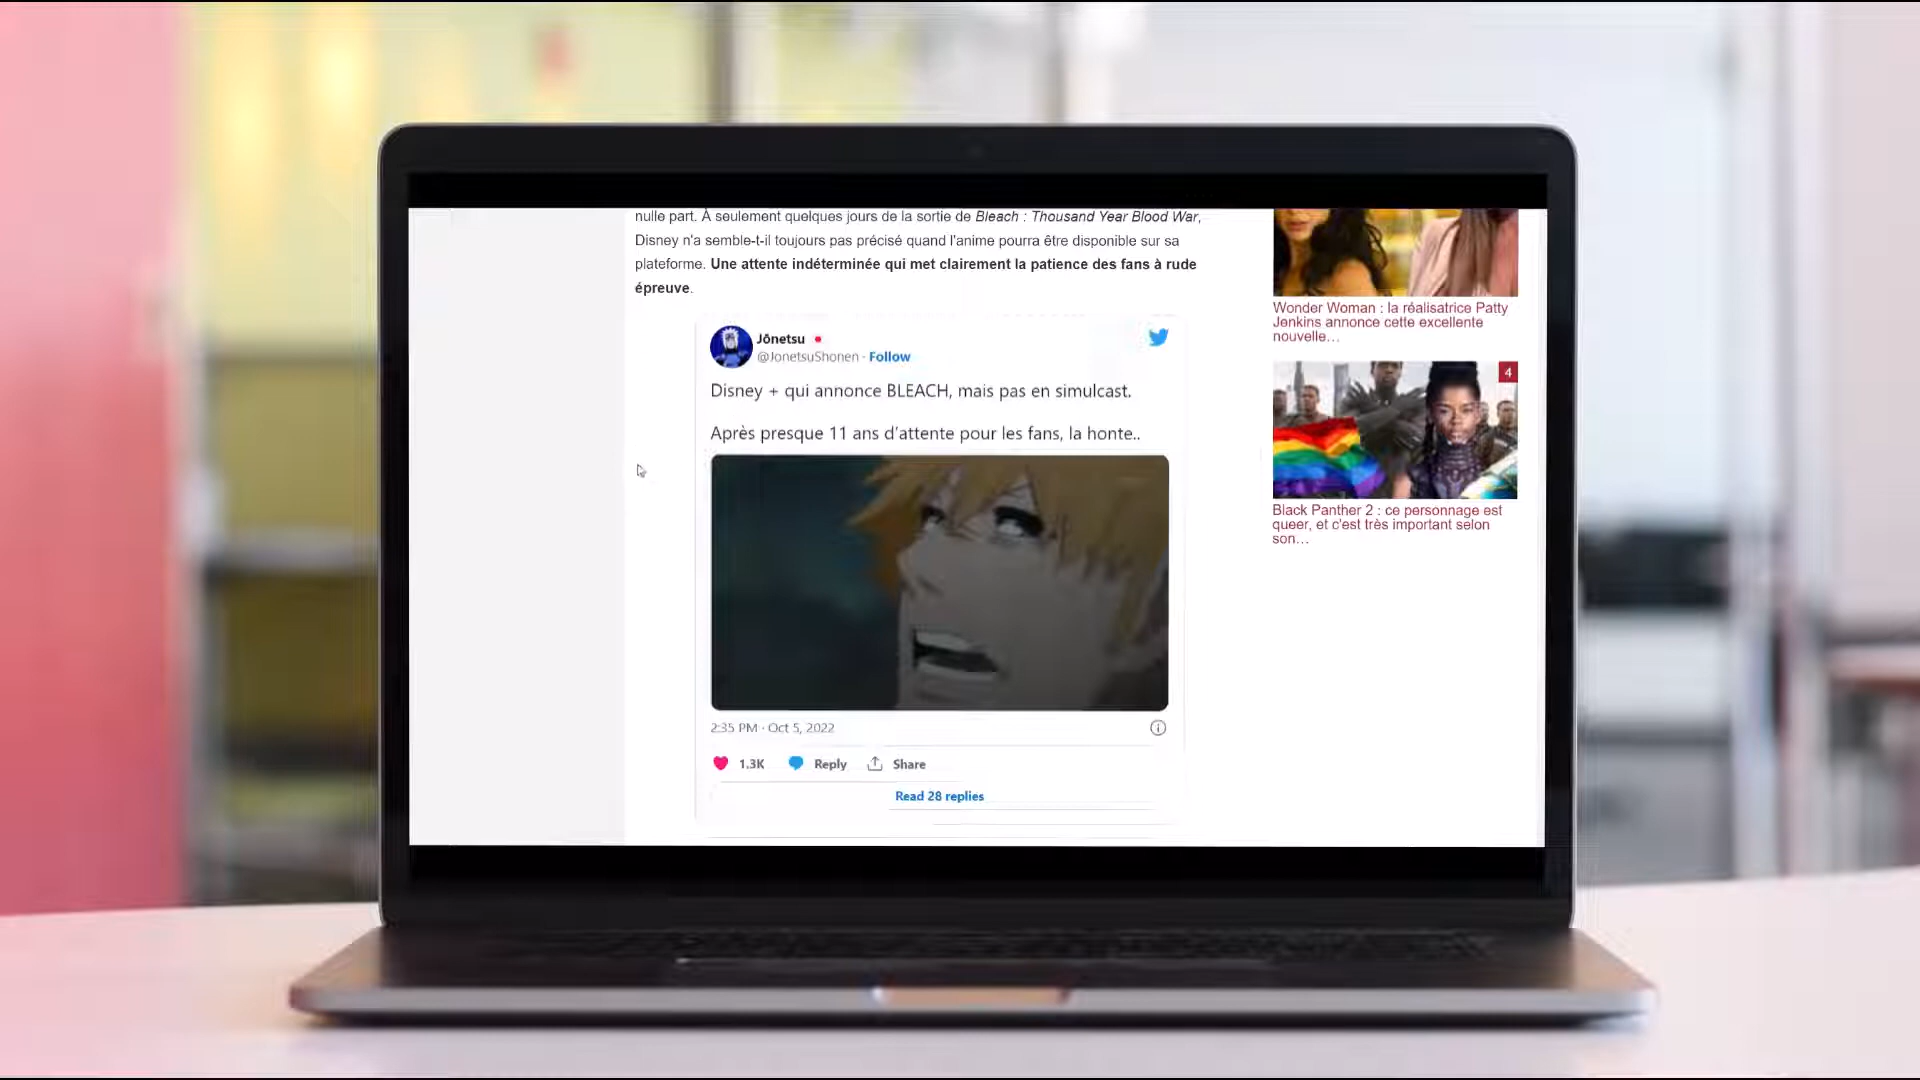 nulle part. À seulement quelques jours de la sortie de Bleach : Thousand Year Blood War,
Disney n'a semble-t-il toujours pas précisé quand l'anime pourra être disponible sur sa
plateforme. Une attente indéterminée qui met clairement la patience des fans à rude
épreuve.
Jōnetsu
@JonetsuShonen · Follow
Disney + qui annonce BLEACH, mais pas en simulcast.
Après presque 11 ans d'attente pour les fans, la honte..
2:35 PM · Oct 5, 2022
1.3K Reply Share
Read 28 replies
Wonder Woman : la réalisatrice Patty
Jenkins annonce cette excellente
nouvelle…
4
Black Panther 2 : ce personnage est
queer, et c'est très important selon
son…